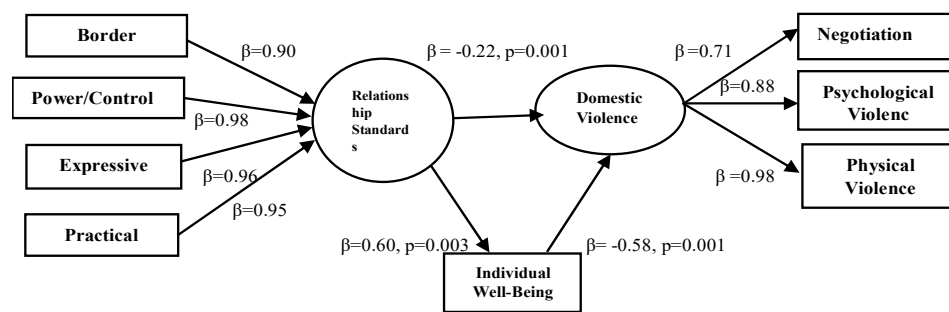 Border
Power/Control
Expressive
Practical
β=0.90
β=0.98
β=0.96
β=0.95
Relations
hip
Standard
s
β= -0.22, p=0.001
β=0.60, p=0.003
Individual
Well-Being
β= -0.58, p=0.001
Domestic
Violence
β =0.71
β=0.88
β=0.98
Negotiation
Psychological
Violenc
Physical
Violence